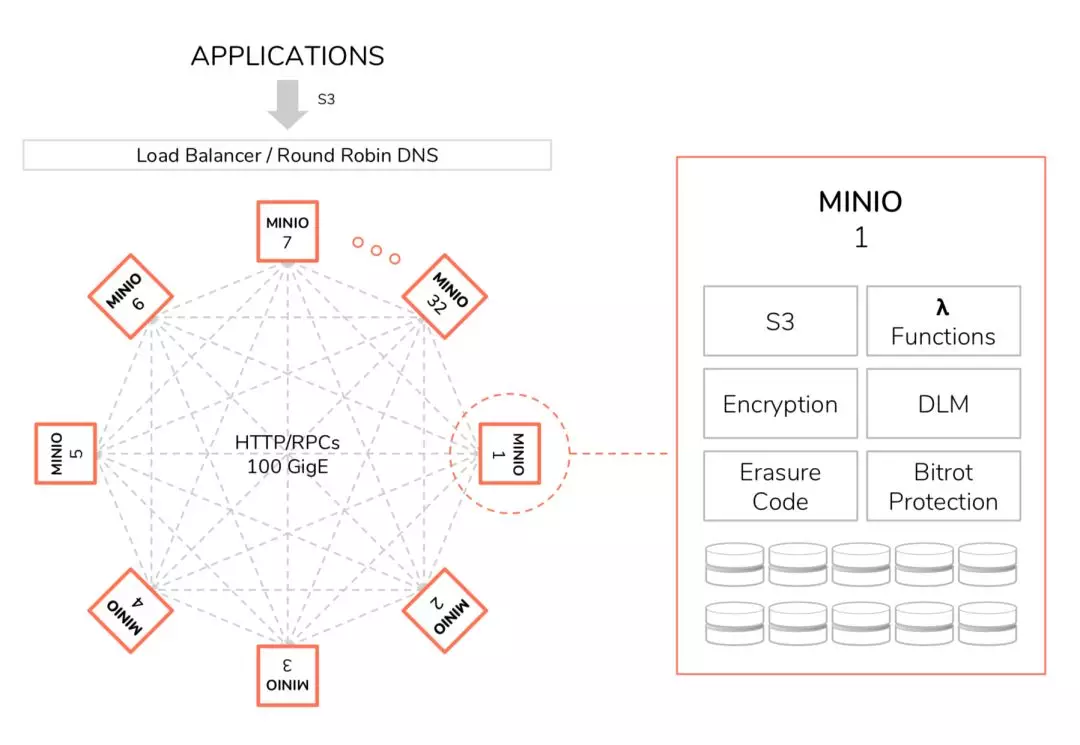 APPLICATIONS
S3
Load Balancer / Round Robin DNS
MINIO
7
MINIO
6
MINIO
32
MINIO
5
HTTP/RPCs
100 GigE
MINIO
1
MINIO
4
MINIO
2
MINIO
3
MINIO
1
S3
λ
Functions
Encryption
DLM
Erasure
Code
Bitrot
Protection